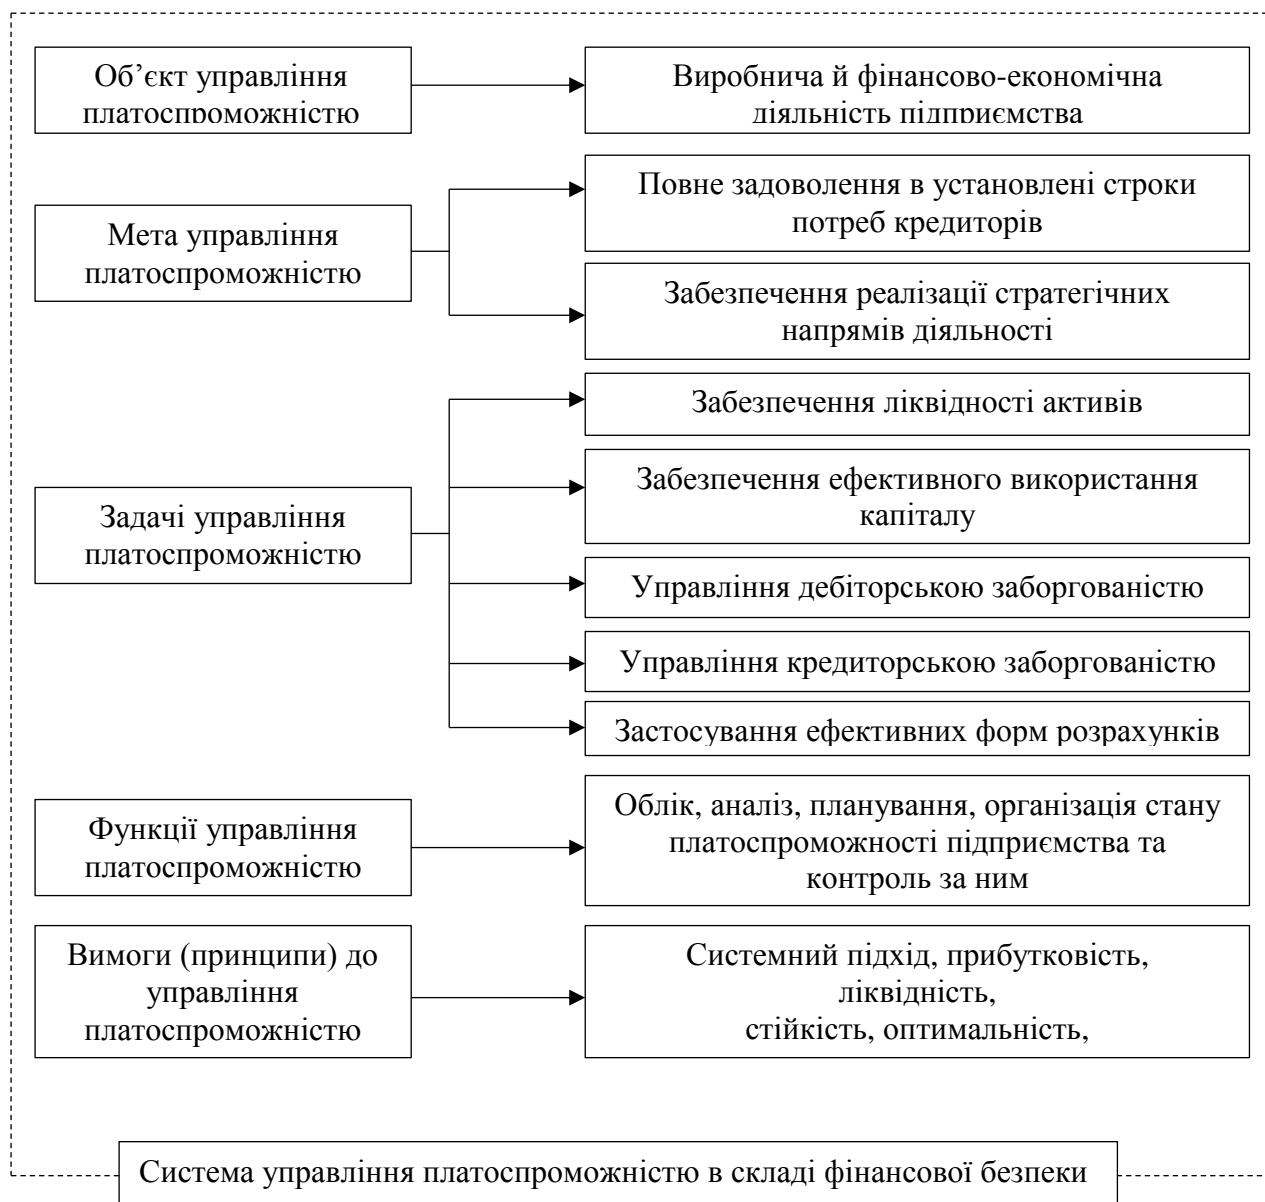 Об’єкт управління
платоспроможністю
Виробнича й фінансово-економічна
діяльність підприємства
Мета управління
платоспроможністю
Повне задоволення в установлені строки
потреб кредиторів
Забезпечення реалізації стратегічних
напрямів діяльності
Задачі управління
платоспроможністю
Забезпечення ліквідності активів
Забезпечення ефективного використання
капіталу
Управління дебіторською заборгованістю
Управління кредиторською заборгованістю
Застосування ефективних форм розрахунків
Функції управління
платоспроможністю
Облік, аналіз, планування, організація стану
платоспроможності підприємства та
контроль за ним
Вимоги (принципи) до
управління
платоспроможністю
Системний підхід, прибутковість,
ліквідність,
стійкість, оптимальність,
Система управління платоспроможністю в складі фінансової безпеки